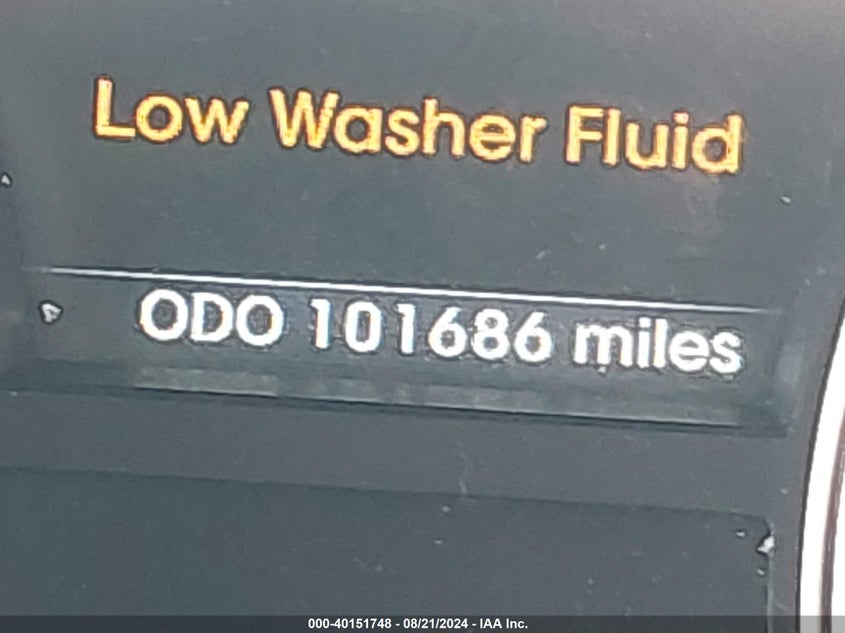 Low Washer Fluid
ODO 101686 miles
000-40151748 - 08/21/2024 - IAA Inc.